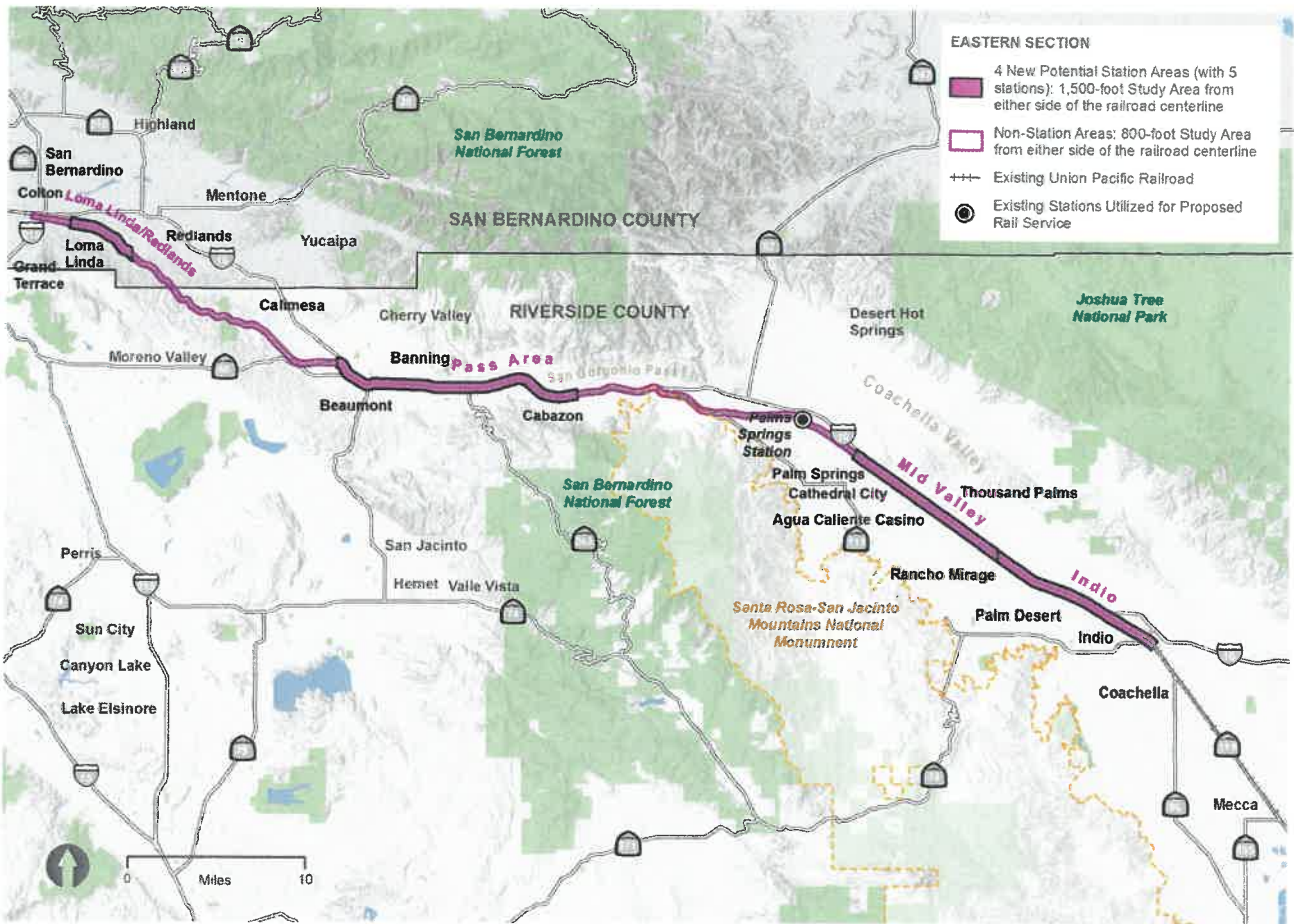 EASTERN SECTION
4 New Potential Station Areas (with 5
stations): 1,500-foot Study Area from
either side of the railroad centerline
Non-Station Areas: 800-foot Study Area
from either side of the railroad centerline
Existing Union Pacific Railroad
Existing Stations Utilized for Proposed
Rail Service
Highland
San Bernardino
National Forest
San
Bernardino
Colton
Loma Linda/Redlands
Mentone
SAN BERNARDINO COUNTY
Redlands
Yucaipa
Loma
Linda
Grand
Terrace
Calimesa
Cherry Valley
RIVERSIDE COUNTY
Desert Hot
Springs
Joshua Tree
National Park
Moreno Valley
Banning
Pass Area
San Gorgonio Pass
Beaumont
Cabazon
Coachella Valley
Palms
Springs
Station
Mid Valley
Palm Springs
Cathedral City
Thousand Palms
San Bernardino
National Forest
Agua Caliente Casino
San Jacinto
Perris
Hemet
Valle Vista
Rancho Mirage
Indio
Santa Rosa-San Jacinto
Mountains National
Monumnent
Palm Desert
Indio
Sun City
Canyon Lake
Lake Elsinore
Coachella
Mecca
0
Miles
10